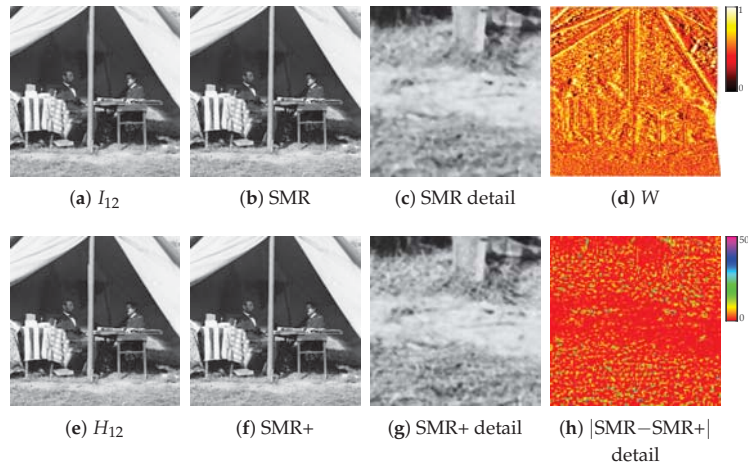 1
0
(a) I₁₂
(b) SMR
(c) SMR detail
(d) W
50
0
(e) H₁₂
(f) SMR+
(g) SMR+ detail
(h) |SMR−SMR+|
detail